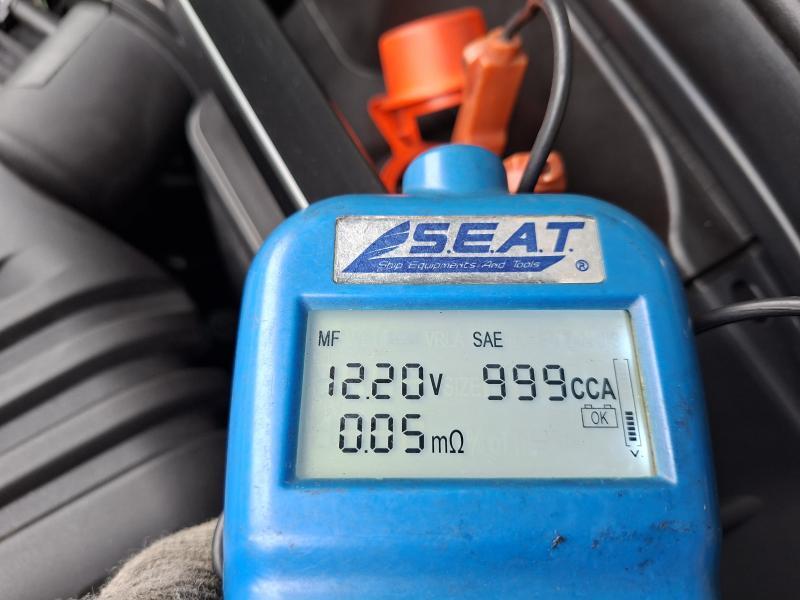 S.E.A.T.
Ship Equipments And Tools ®
MF SAE
12.20V 999CCA
OK
0.05mΩ